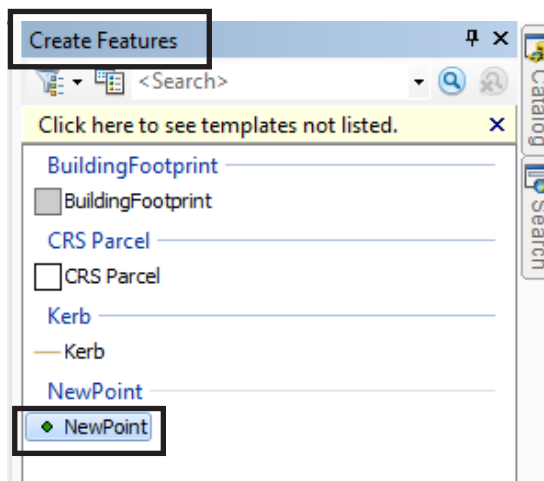 Create Features
<Search>
Click here to see templates not listed.
BuildingFootprint
BuildingFootprint
CRS Parcel
CRS Parcel
Kerb
Kerb
NewPoint
NewPoint
Catalog
Search